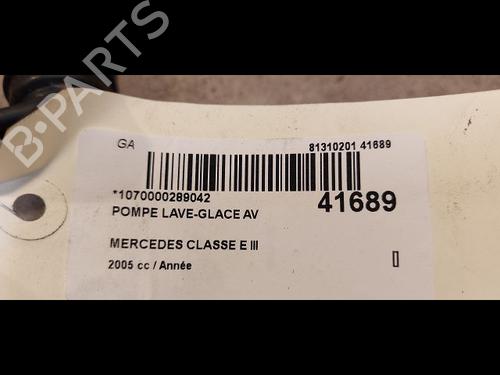 B-PARTS
GA
81310201 41689
*1070000289042
41689
POMPE LAVE-GLACE AV
MERCEDES CLASSE E III
2005 cc / Année